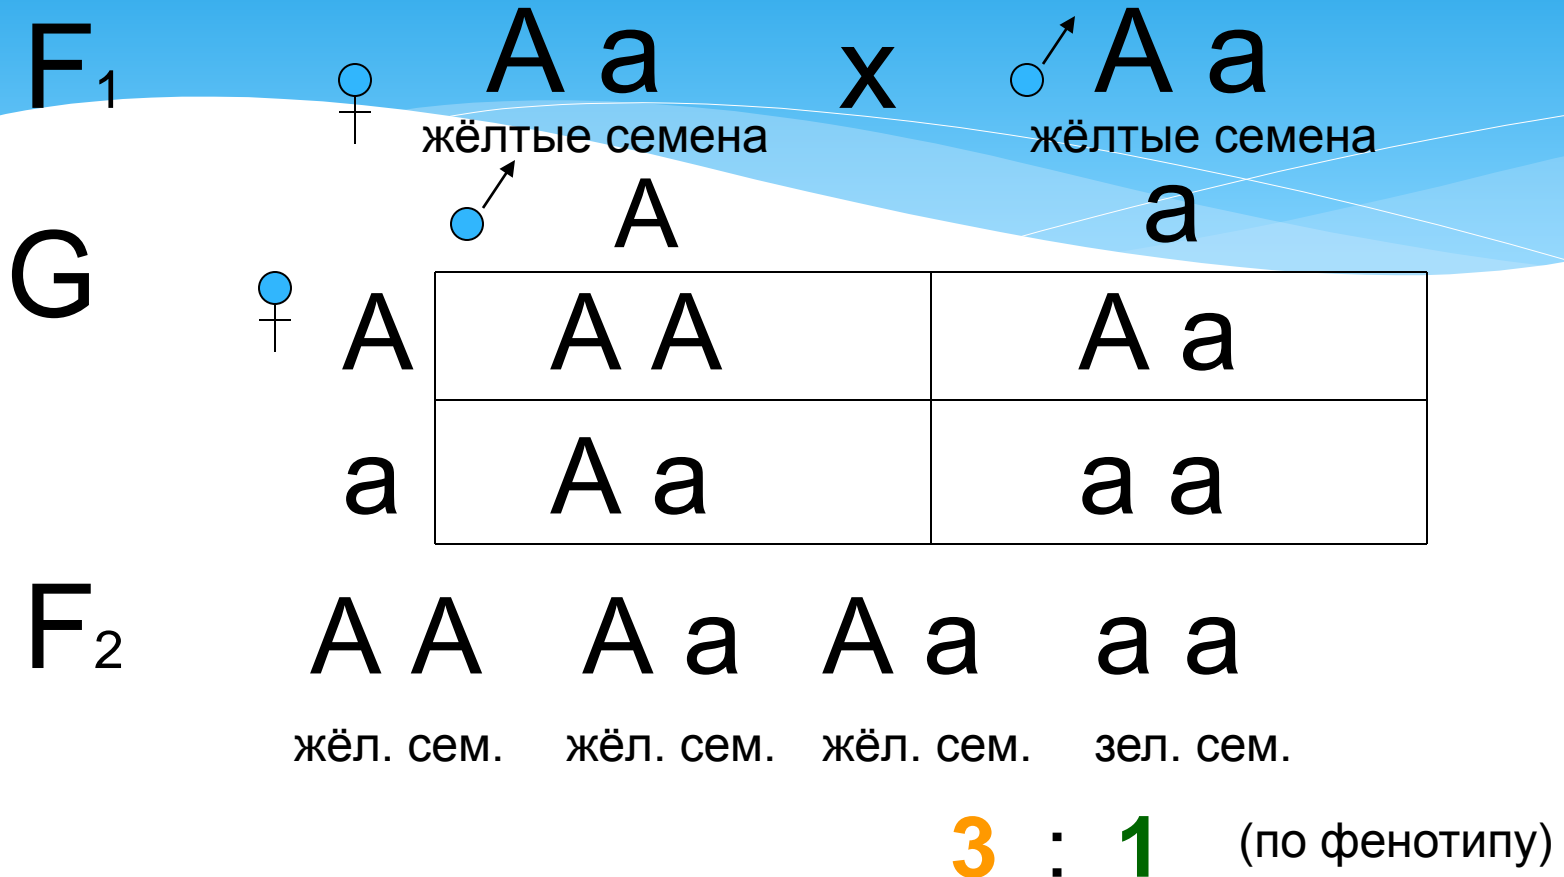 F1 ♀ А а х ♂ А а
жёлтые семена жёлтые семена
♂ А а
G ♀ А А А А а
а А а а а
F2 А А А а А а а а
жёл. сем. жёл. сем. жёл. сем. зел. сем.
3 : 1 (по фенотипу)